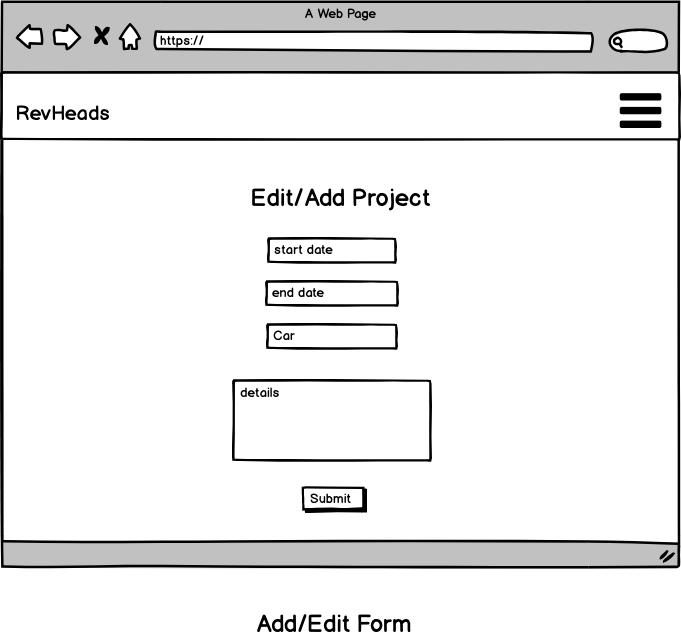 A Web Page
https://
RevHeads
Edit/Add Project
start date
end date
Car
details
Submit
Add/Edit Form